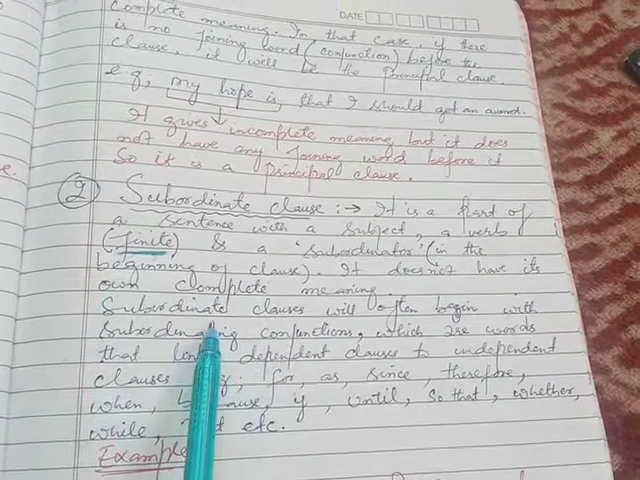 complete meaning. In that case, if there
DATE
is no joining word (conjunction) before the
clause, it will be the principal clause.
e.g; my hope is, that I should get an award.
It gives incomplete meaning but it does
not have any joining word before it
So it is a principal clause.
② Subordinate clause :→ It is a part of
a sentence with a subject, a verb
(finite) & a 'subordinator' (in the
beginning of clause). It does not have its
own complete meaning.
Subordinate clauses will often begin with
subordinating conjunctions, which are words
that dependent clauses to independent
clauses for, as, since, therefore,
when, if, until, so that, whether,
while, etc.
Example